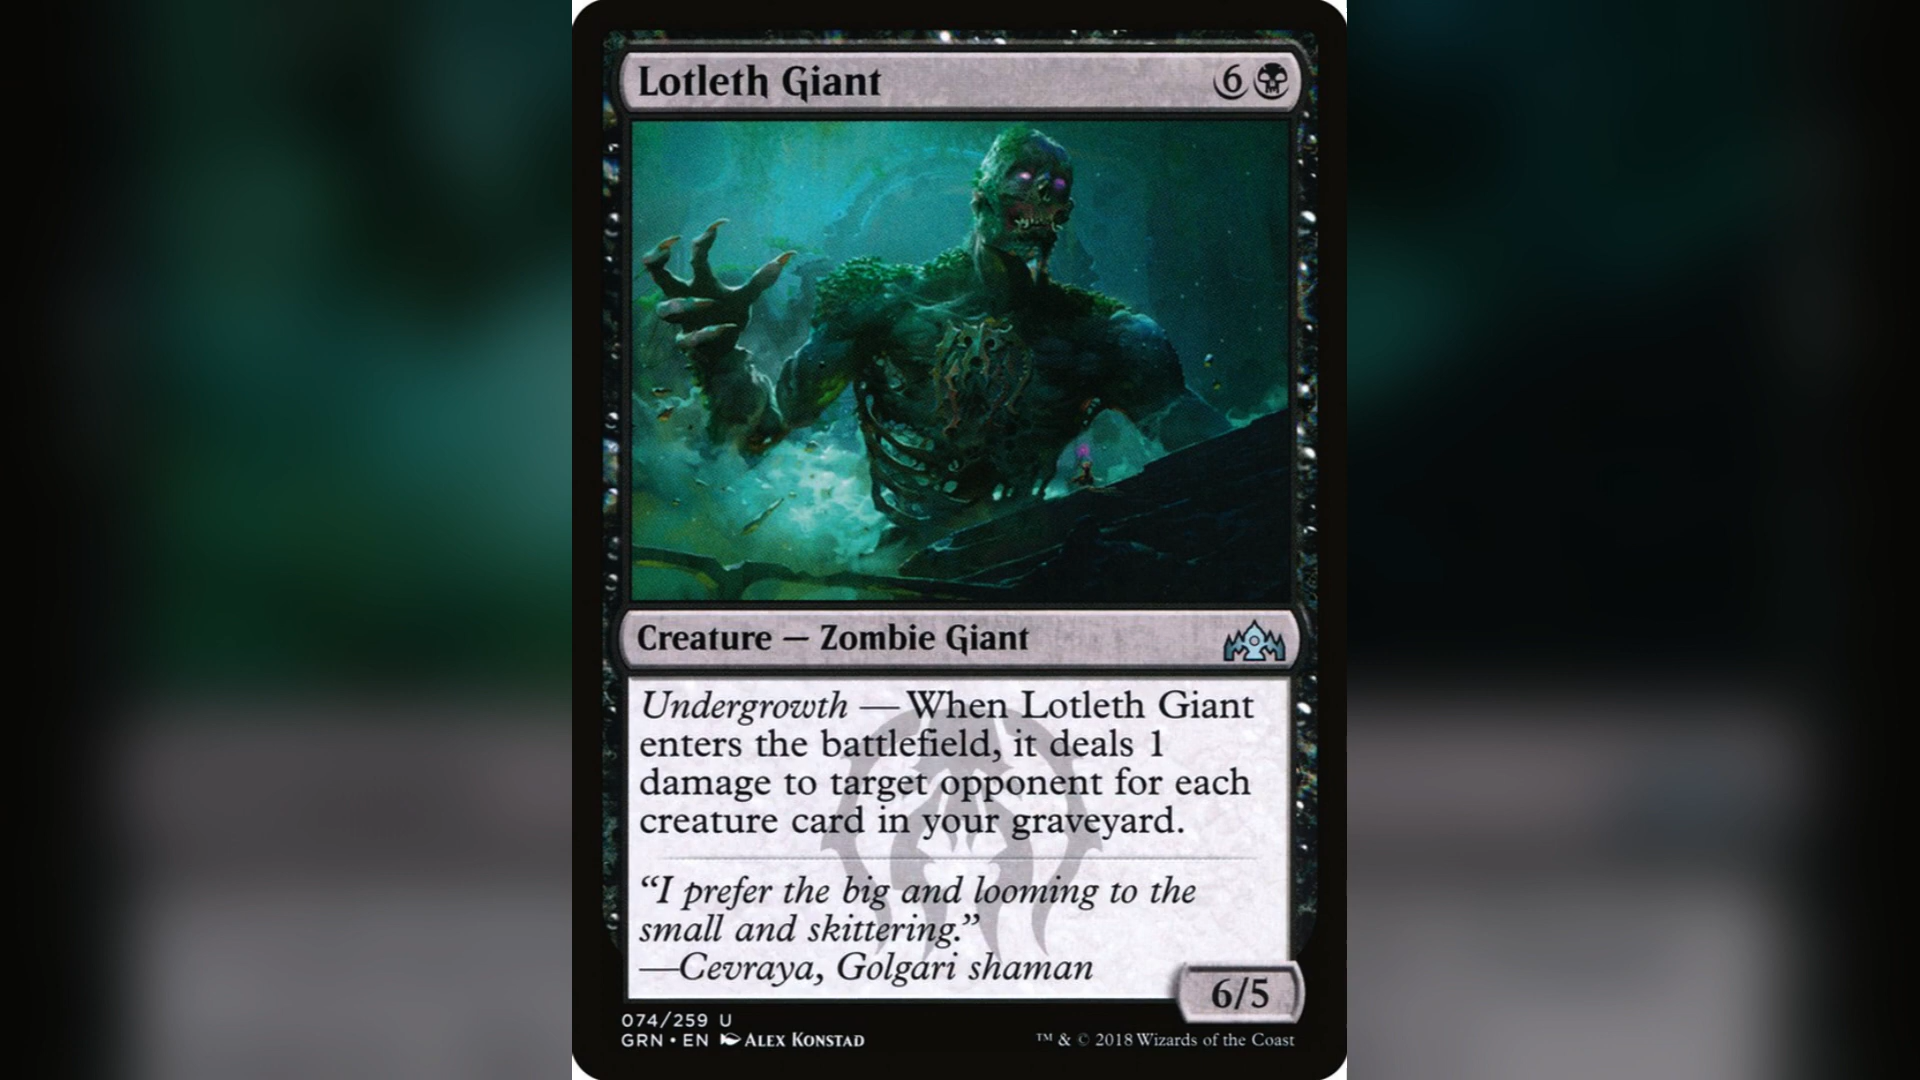 Lotleth Giant 6
Creature — Zombie Giant
Undergrowth — When Lotleth Giant
enters the battlefield, it deals 1
damage to target opponent for each
creature card in your graveyard.
“I prefer the big and looming to the
small and skittering.”
—Cevraya, Golgari shaman
6/5
074/259 U
GRN • EN ALEX KONSTAD
™ & © 2018 Wizards of the Coast